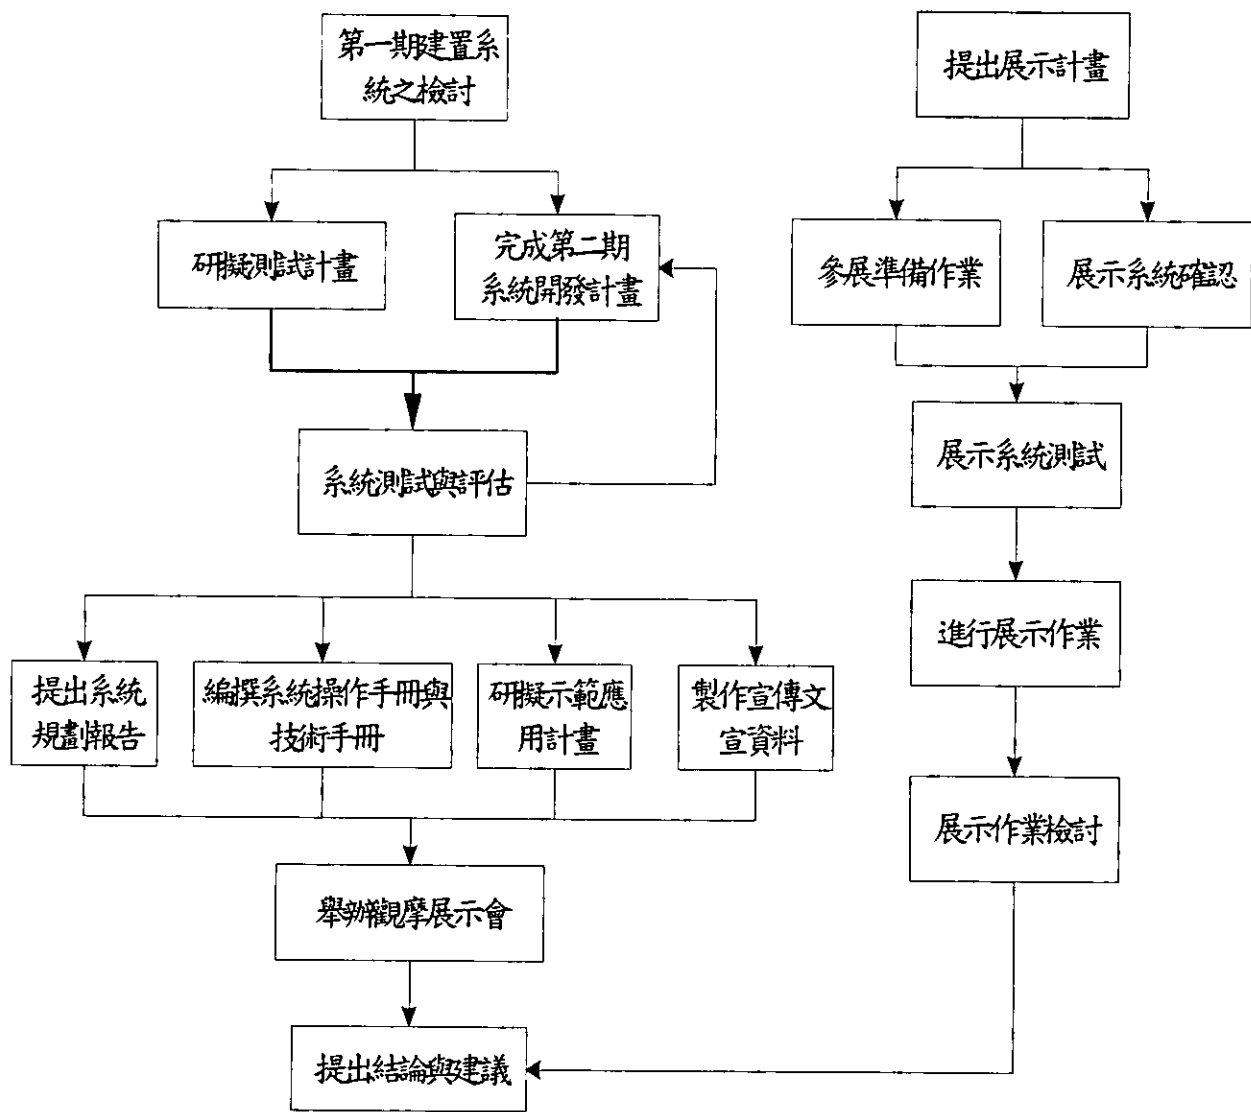 第一期建置系
統之檢討
提出展示計畫
研擬測試計畫
完成第二期
系統開發計畫
參展準備作業
展示系統確認
系統測試與評估
展示系統測試
進行展示作業
提出系統
規劃報告
編撰系統操作手冊與
技術手冊
研擬示範應
用計畫
製作宣傳文
宣資料
展示作業檢討
舉辦觀摩展示會
提出結論與建議